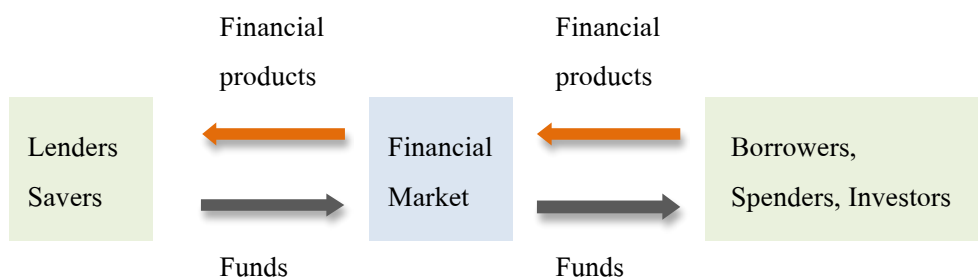 Financial
products
Financial
products
Lenders
Savers
Financial
Market
Borrowers,
Spenders, Investors
Funds
Funds